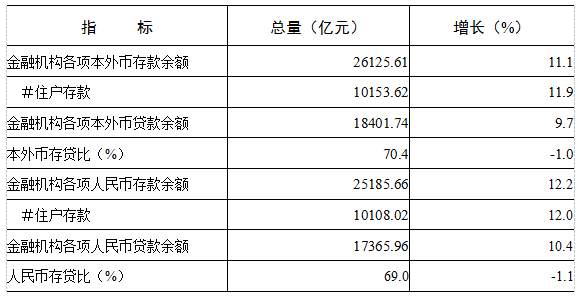 指 标 总量（亿元） 增长（%）
金融机构各项本外币存款余额 26125.61 11.1
#住户存款 10153.62 11.9
金融机构各项本外币贷款余额 18401.74 9.7
本外币存贷比（%） 70.4 -1.0
金融机构各项人民币存款余额 25185.66 12.2
#住户存款 10108.02 12.0
金融机构各项人民币贷款余额 17365.96 10.4
人民币存贷比（%） 69.0 -1.1